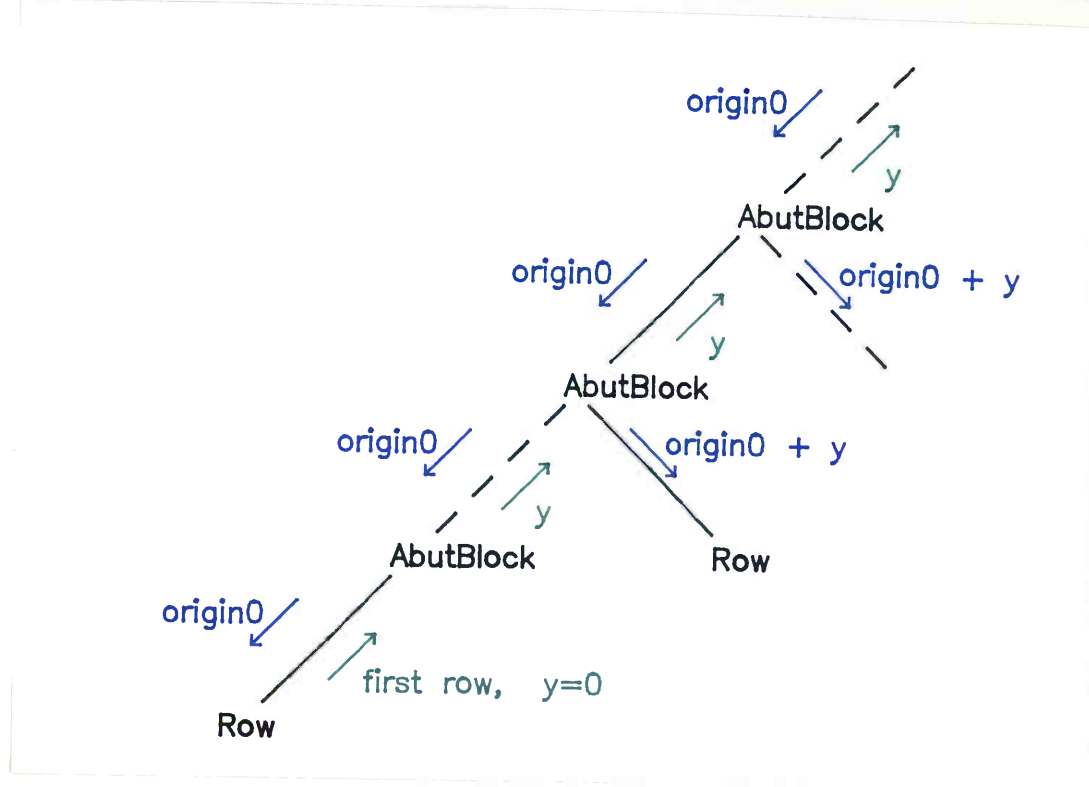 origin0
y
AbutBlock
origin0
origin0 + y
y
AbutBlock
origin0
origin0 + y
y
AbutBlock
Row
origin0
first row, y=0
Row